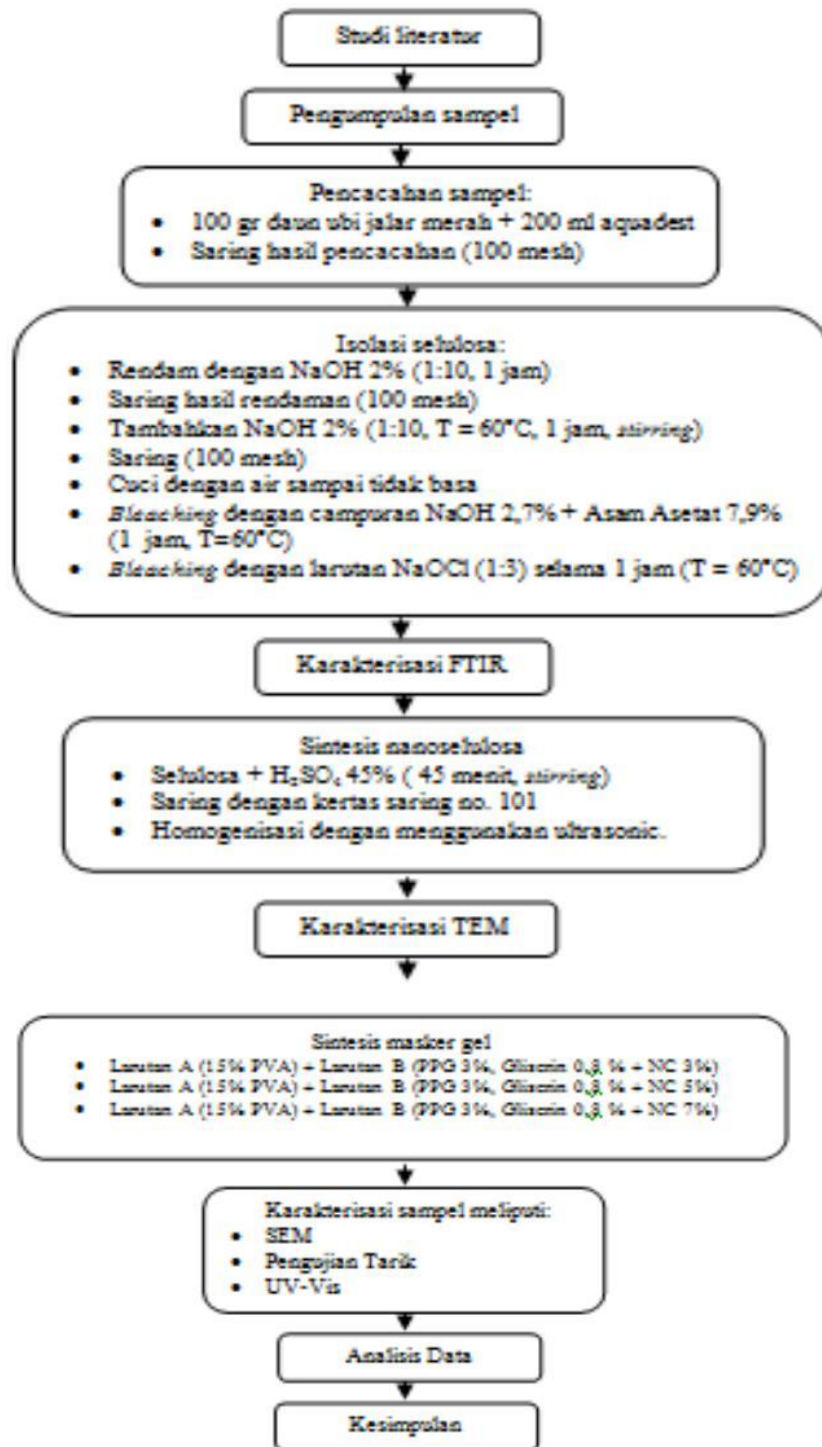 Studi literatur
Pengumpulan sampel
Pencacahan sampel:
• 100 gr daun ubi jalar merah + 200 ml aquadest
• Saring hasil pencacahan (100 mesh)
Isolasi selulosa:
• Rendam dengan NaOH 2% (1:10, 1 jam)
• Saring hasil rendaman (100 mesh)
• Tambahkan NaOH 2% (1:10, T = 60°C, 1 jam, stirring)
• Saring (100 mesh)
• Cuci dengan air sampai tidak basa
• Bleaching dengan campuran NaOH 2,7% + Asam Asetat 7,9%
(1 jam, T=60°C)
• Bleaching dengan larutan NaOCl (1:3) selama 1 jam (T = 60°C)
Karakterisasi FTIR
Sintesis nanoselulosa
• Selulosa + H₂SO₄ 45% ( 45 menit, stirring)
• Saring dengan kertas saring no. 101
• Homogenisasi dengan menggunakan ultrasonic.
Karakterisasi TEM
Sintesis masker gel
• Larutan A (15% PVA) + Larutan B (PPG 3%, Gliserin 0,8 % + NC 3%)
• Larutan A (15% PVA) + Larutan B (PPG 3%, Gliserin 0,8 % + NC 5%)
• Larutan A (15% PVA) + Larutan B (PPG 3%, Gliserin 0,8 % + NC 7%)
Karakterisasi sampel meliputi:
• SEM
• Pengujian Tarik
• UV-Vis
Analisis Data
Kesimpulan